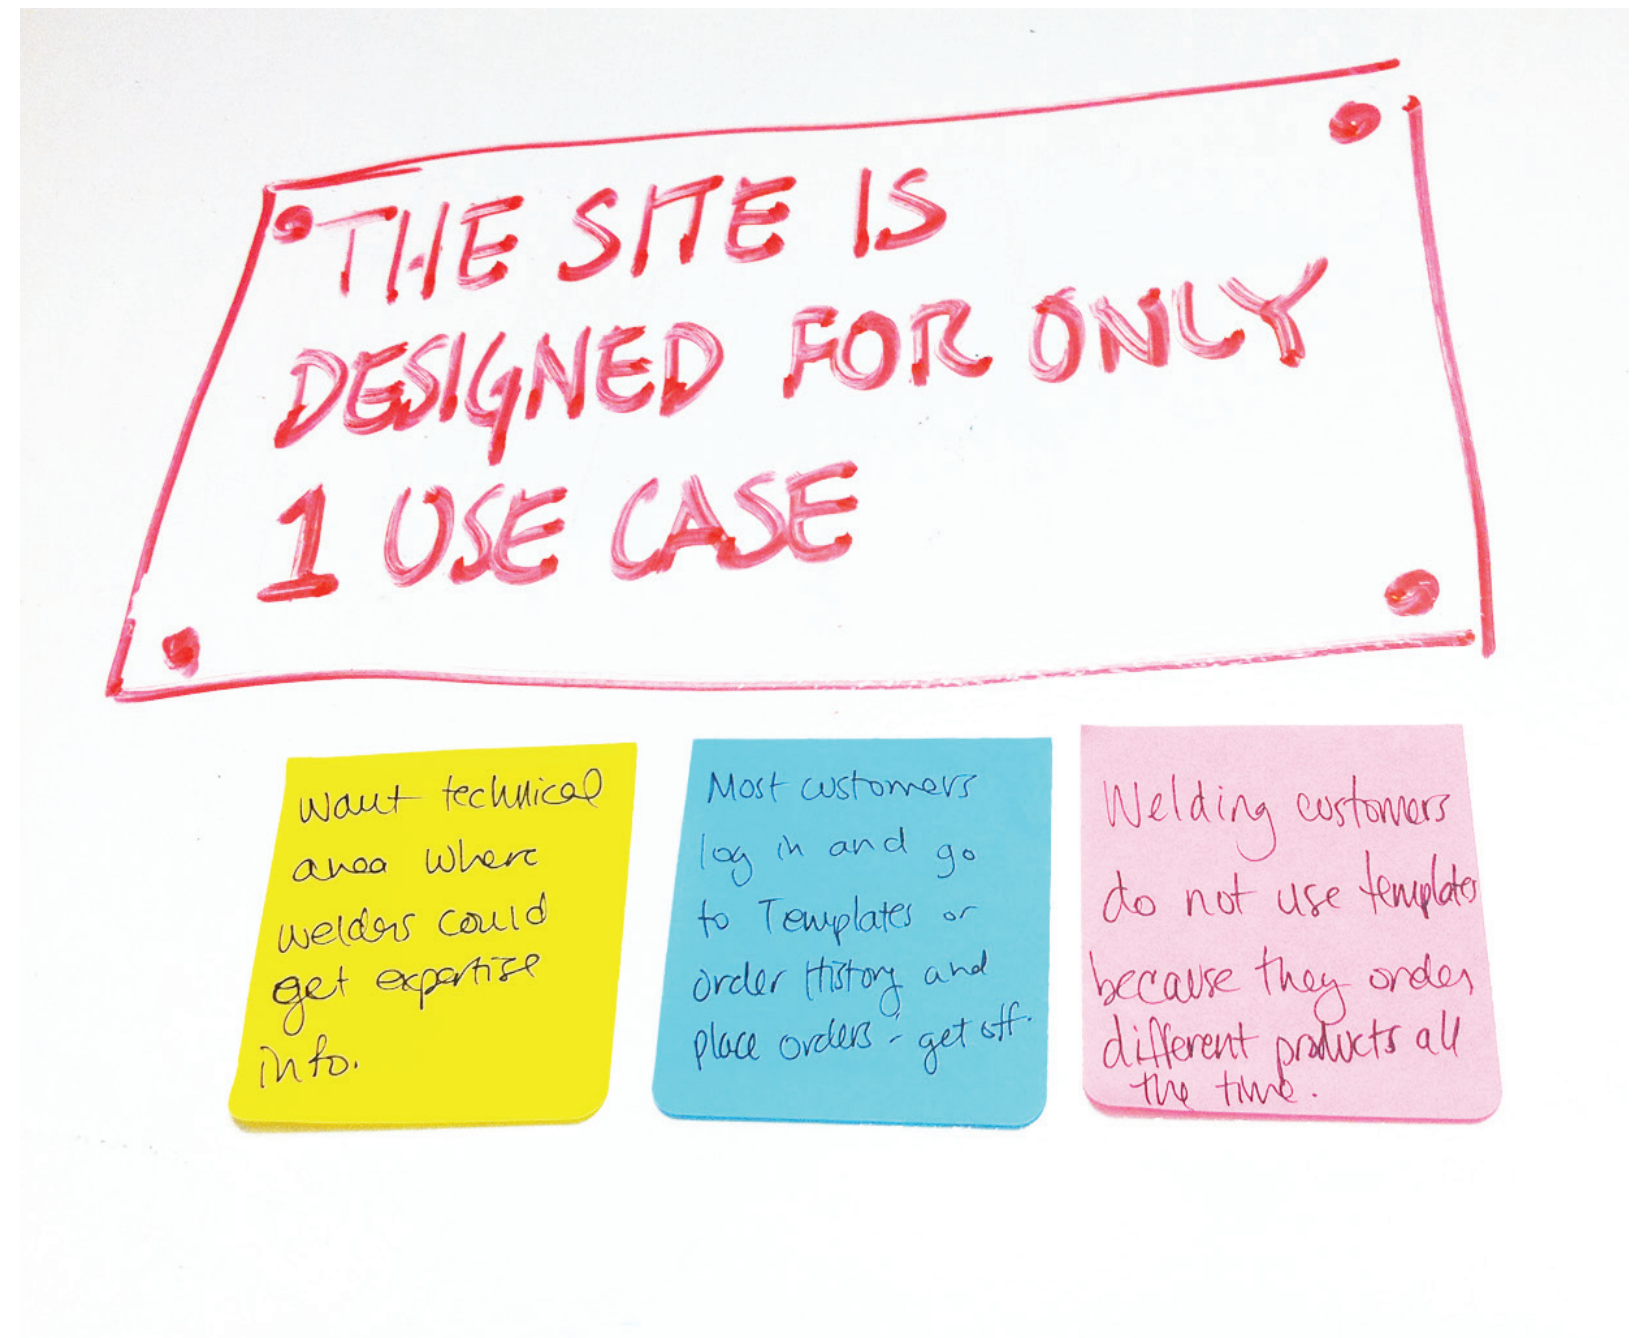 THE SITE IS
DESIGNED FOR ONLY
1 USE CASE
Want technical
area where
welders could
get expertise
info.
Most customers
log in and go
to Templates or
order History and
place orders - get off.
Welding customers
do not use templates
because they order
different products all
the time.